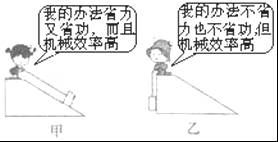 我的办法省力
又省功，而且
机械效率高
我的办法不省
力也不省功，但
机械效率高
甲
乙